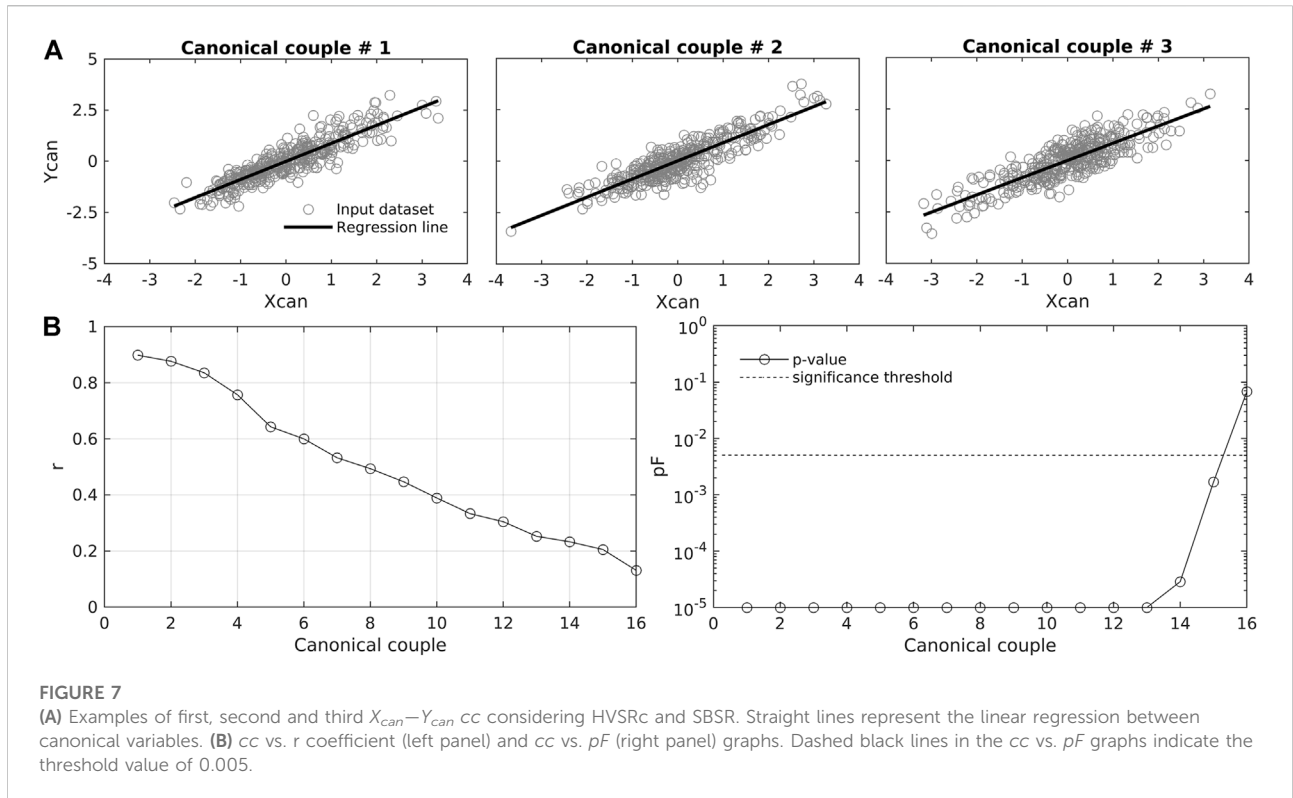 A
Canonical couple # 1
Canonical couple # 2
Canonical couple # 3
5
2.5
0
-2.5
-5
Ycan
Input dataset
Regression line
-4 -3 -2 -1 0 1 2 3 4
-4 -3 -2 -1 0 1 2 3 4
-4 -3 -2 -1 0 1 2 3 4
Xcan
Xcan
Xcan
B
1
0.8
0.6
0.4
0.2
0
r
0 2 4 6 8 10 12 14 16
Canonical couple
10^0
10^-1
10^-2
10^-3
10^-4
10^-5
pF
p-value
significance threshold
0 2 4 6 8 10 12 14 16
Canonical couple
FIGURE 7
(A) Examples of first, second and third Xcan—Ycan cc considering HVSRc and SBSR. Straight lines represent the linear regression between
canonical variables. (B) cc vs. r coefficient (left panel) and cc vs. pF (right panel) graphs. Dashed black lines in the cc vs. pF graphs indicate the
threshold value of 0.005.